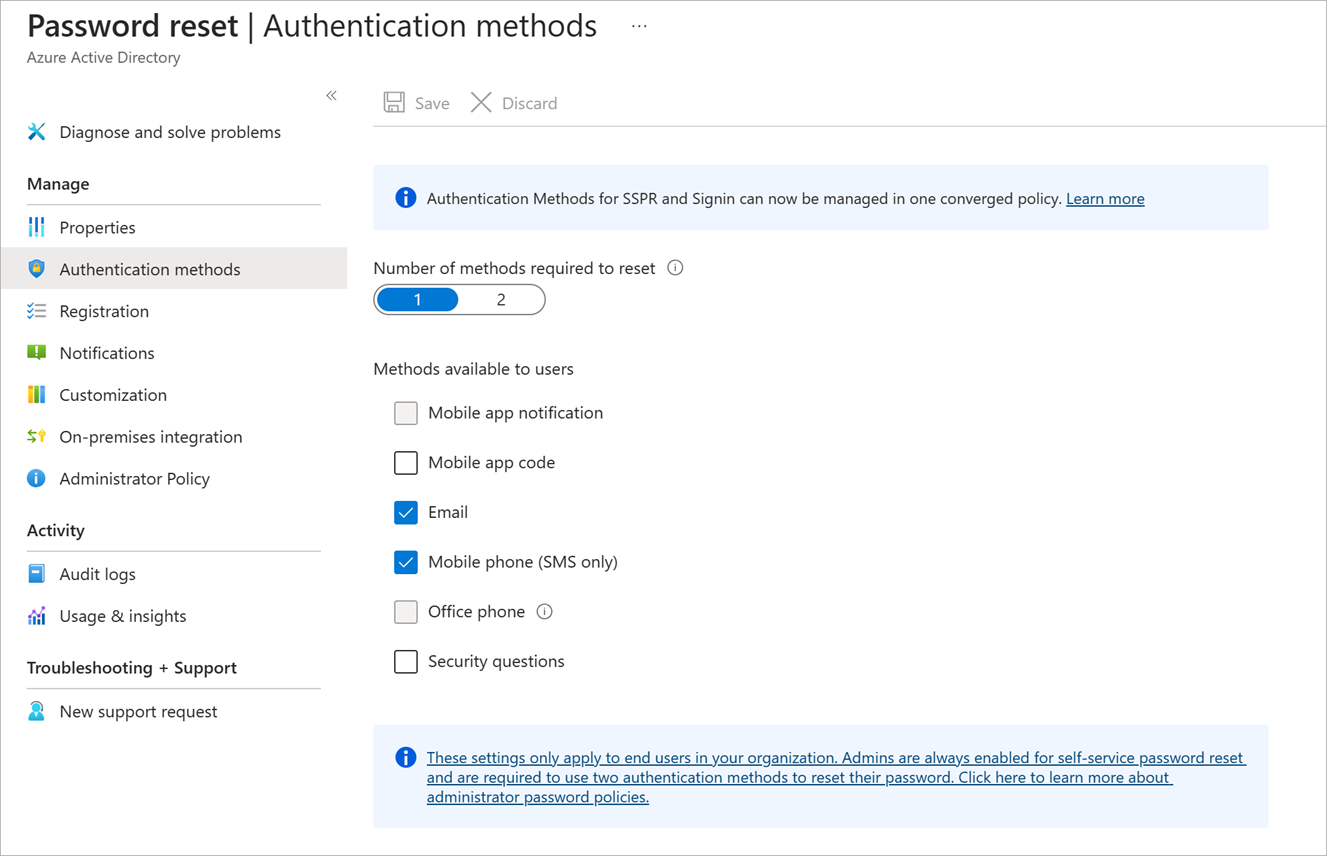 Password reset | Authentication methods ...
Azure Active Directory
«
Diagnose and solve problems
Manage
Properties
Authentication methods
Registration
Notifications
Customization
On-premises integration
Administrator Policy
Activity
Audit logs
Usage & insights
Troubleshooting + Support
New support request
Save Discard
Authentication Methods for SSPR and Signin can now be managed in one converged policy. Learn more
Number of methods required to reset
1 2
Methods available to users
Mobile app notification
Mobile app code
Email
Mobile phone (SMS only)
Office phone
Security questions
These settings only apply to end users in your organization. Admins are always enabled for self-service password reset
and are required to use two authentication methods to reset their password. Click here to learn more about
administrator password policies.